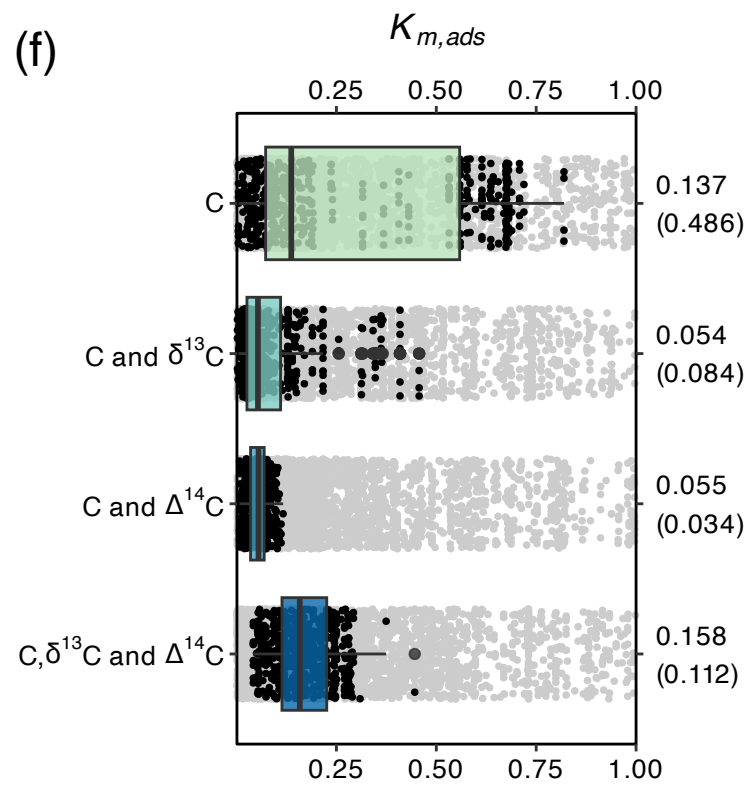 (f)
K_{m,ads}
0.25 0.50 0.75 1.00
C
0.137
(0.486)
C and δ¹³C
0.054
(0.084)
C and Δ¹⁴C
0.055
(0.034)
C,δ¹³C and Δ¹⁴C
0.158
(0.112)
0.25 0.50 0.75 1.00